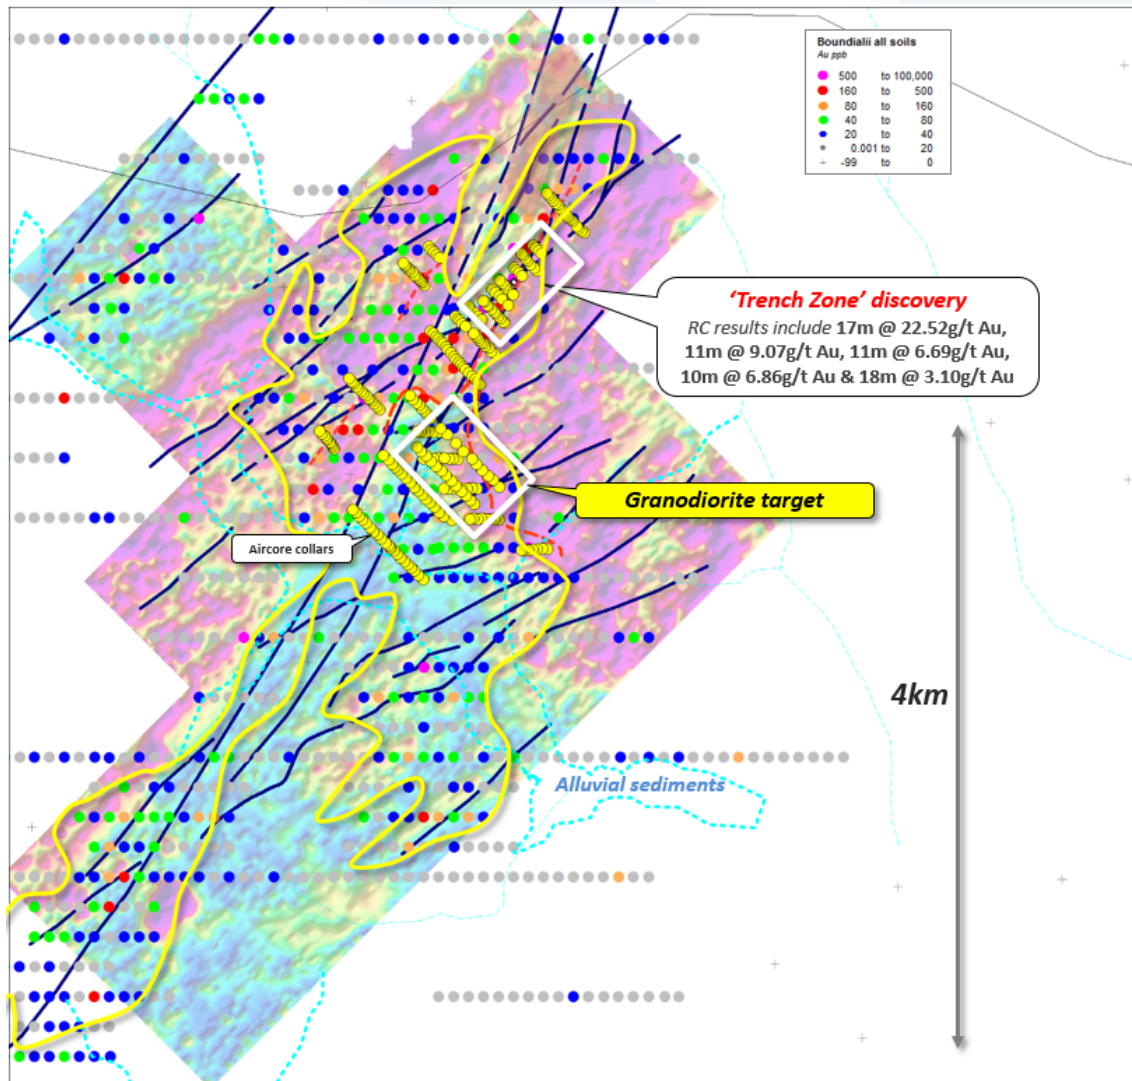 Boundialii all soils
Au ppb
500 to 100,000
160 to 500
80 to 160
40 to 80
20 to 40
0.001 to 20
-99 to 0
‘Trench Zone’ discovery
RC results include 17m @ 22.52g/t Au,
11m @ 9.07g/t Au, 11m @ 6.69g/t Au,
10m @ 6.86g/t Au & 18m @ 3.10g/t Au
Granodiorite target
Aircore collars
4km
Alluvial sediments